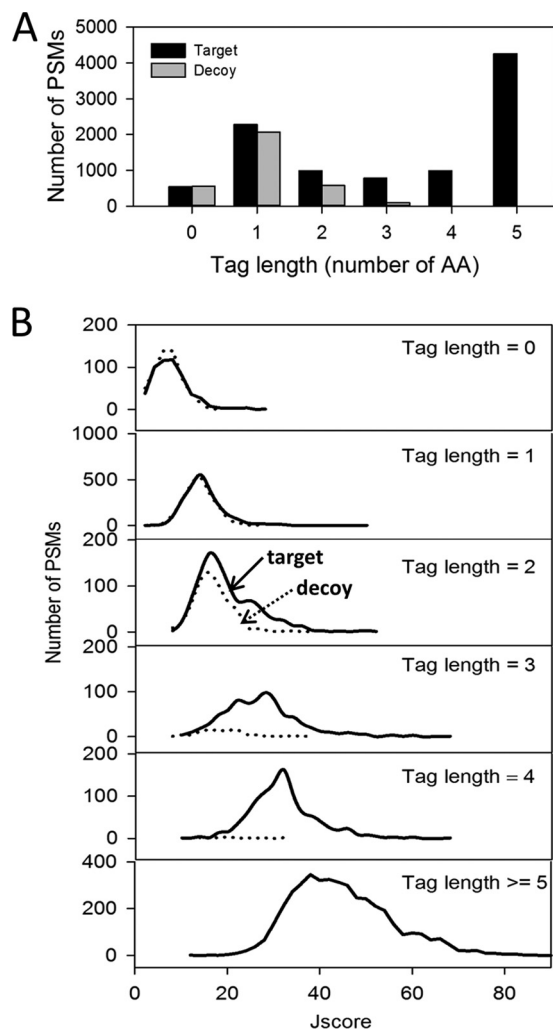 A
Number of PSMs
5000
4000
3000
2000
1000
0
Target
Decoy
0 1 2 3 4 5
Tag length (number of AA)
B
Number of PSMs
200
100
0
Tag length = 0
1000
500
0
Tag length = 1
200
100
0
Tag length = 2
target
decoy
200
100
0
Tag length = 3
200
100
0
Tag length = 4
400
200
0
Tag length >= 5
0 20 40 60 80
Jscore